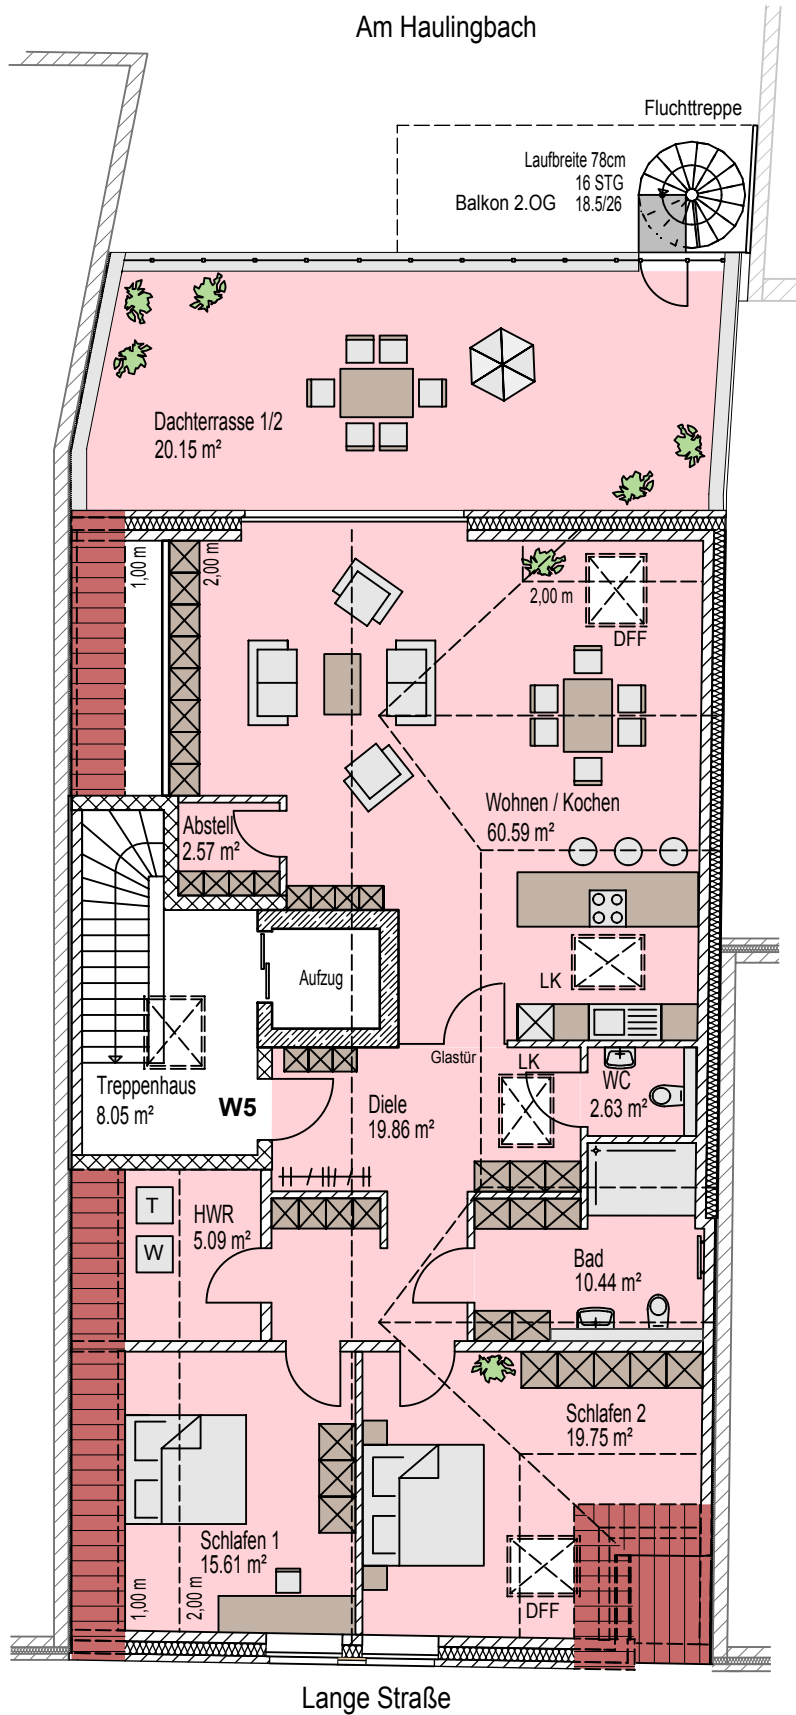 Am Haulingbach
Fluchttreppe
Laufbreite 78cm
16 STG
Balkon 2.OG 18.5/26
Dachterrasse 1/2
20.15 m²
1,00 m
2,00 m
2,00 m
DFF
Wohnen / Kochen
60.59 m²
Abstell
2.57 m²
Aufzug
LK
Glastür
LK
Treppenhaus
8.05 m²
W5
Diele
19.86 m²
WC
2.63 m²
T
W
HWR
5.09 m²
Bad
10.44 m²
Schlafen 2
19.75 m²
Schlafen 1
15.61 m²
1,00 m
2,00 m
DFF
Lange Straße